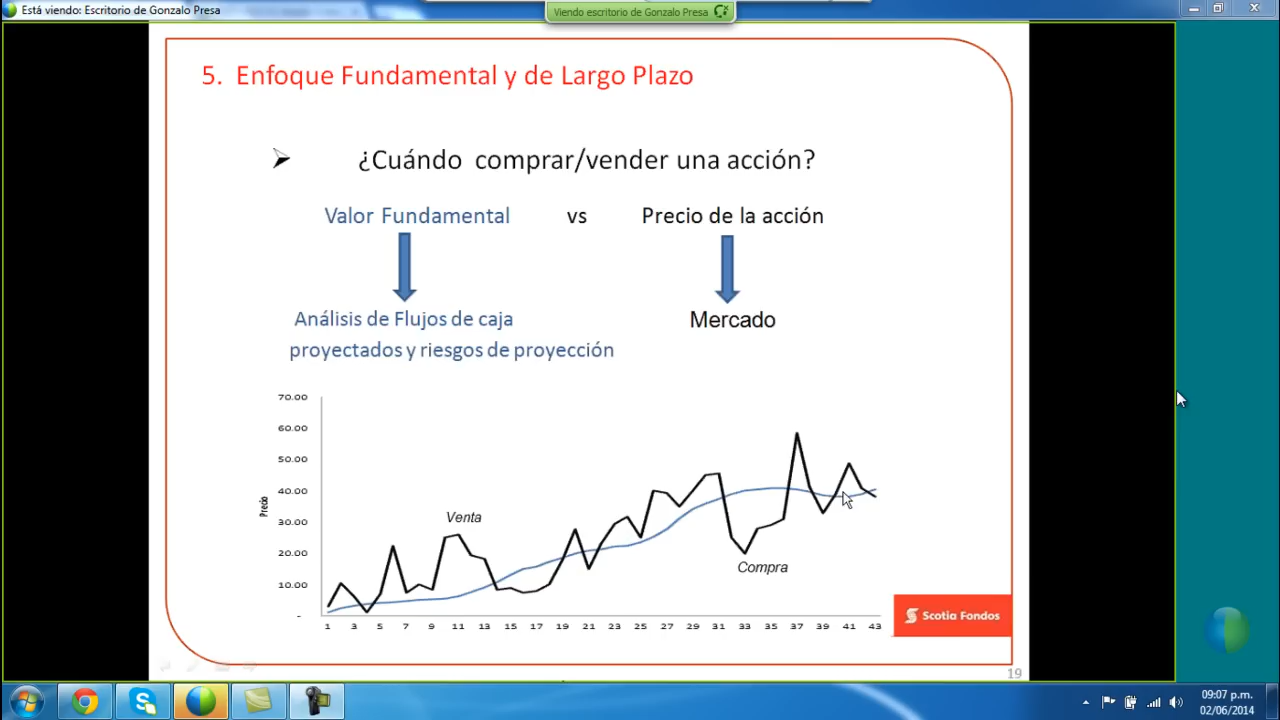 Está viendo: Escritorio de Gonzalo Presa
Viendo escritorio de Gonzalo Presa
5. Enfoque Fundamental y de Largo Plazo
¿Cuándo comprar/vender una acción?
Valor Fundamental vs Precio de la acción
Análisis de Flujos de caja
proyectados y riesgos de proyección
Mercado
70.00
60.00
50.00
40.00
30.00
20.00
10.00
-
Precio
Venta
Compra
1 3 5 7 9 11 13 15 17 19 21 23 25 27 29 31 33 35 37 39 41 43
Scotia Fondos
19
09:07 p.m.
02/06/2014